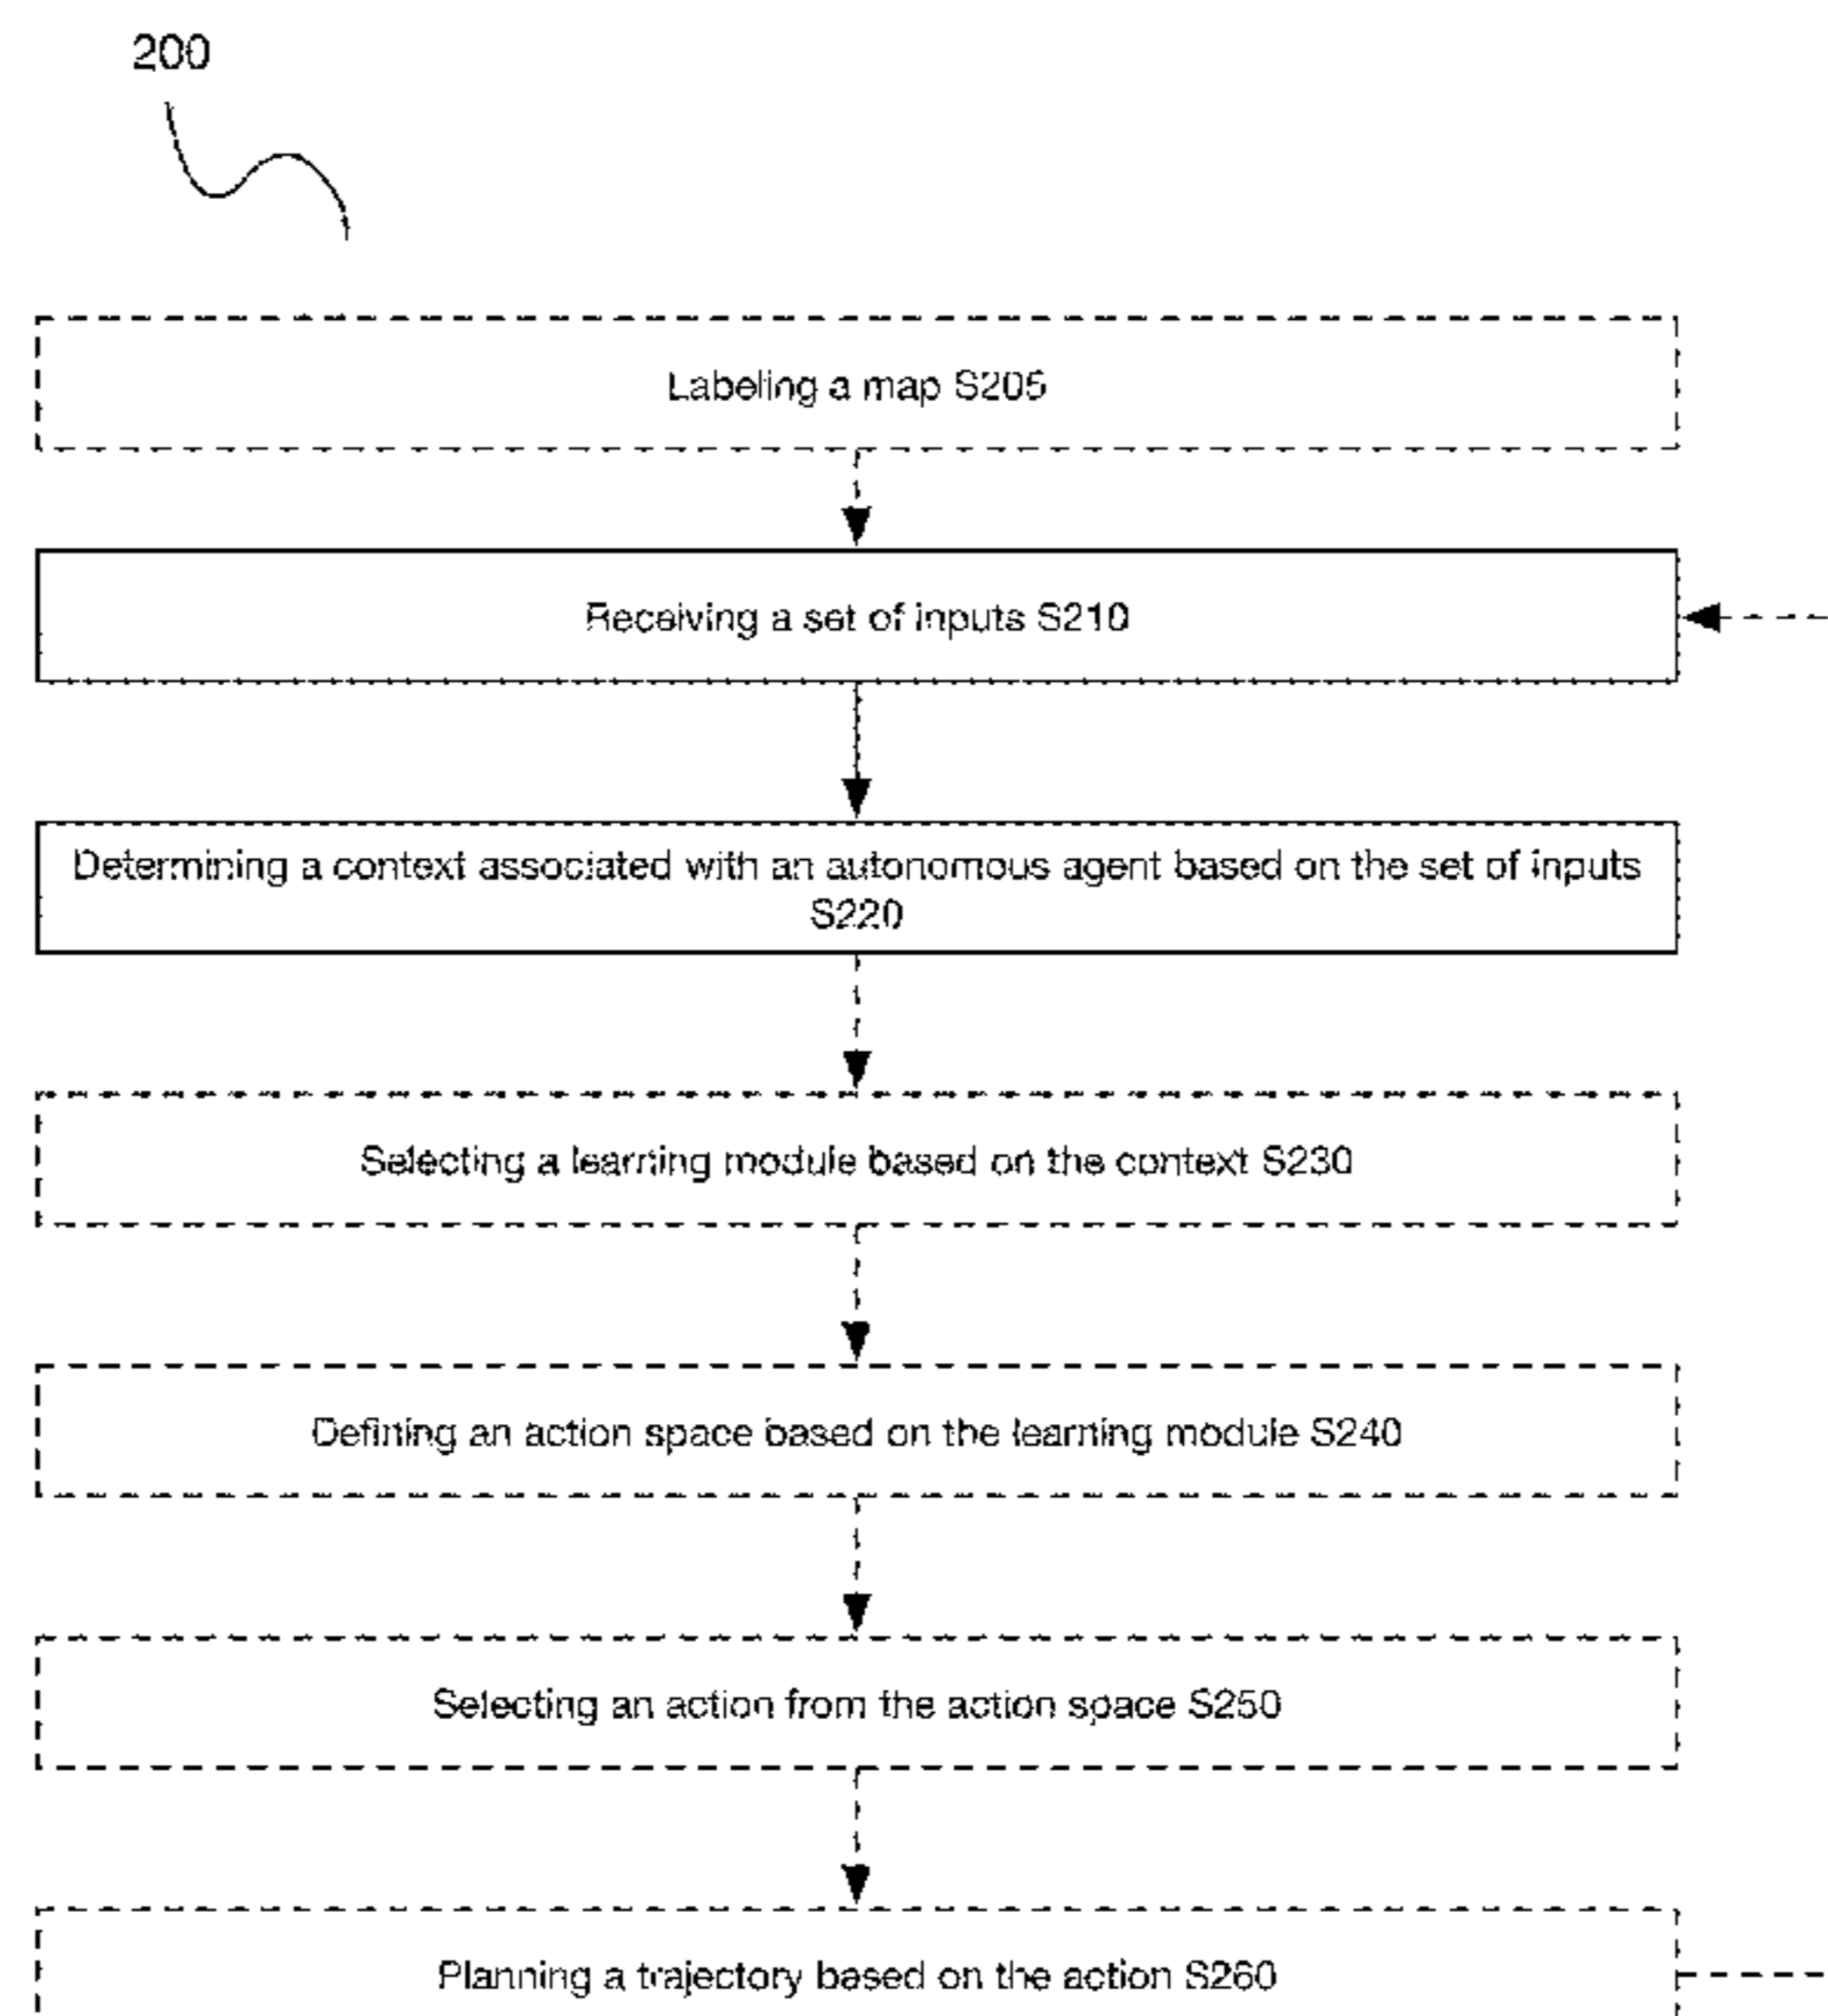 200
Labeling a map S205
Receiving a set of inputs S210
Determining a context associated with an autonomous agent based on the set of inputs
S220
Selecting a learning module based on the context S230
Defining an action space based on the learning module S240
Selecting an action from the action space S250
Planning a trajectory based on the action S260